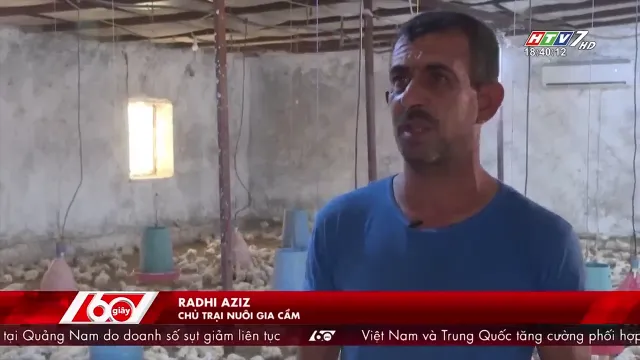 HTV7 HD
18:40:12
60 giây
RADHI AZIZ
CHỦ TRẠI NUÔI GIA CẦM
tại Quảng Nam do doanh số sụt giảm liên tục 60 Việt Nam và Trung Quốc tăng cường phối hợp